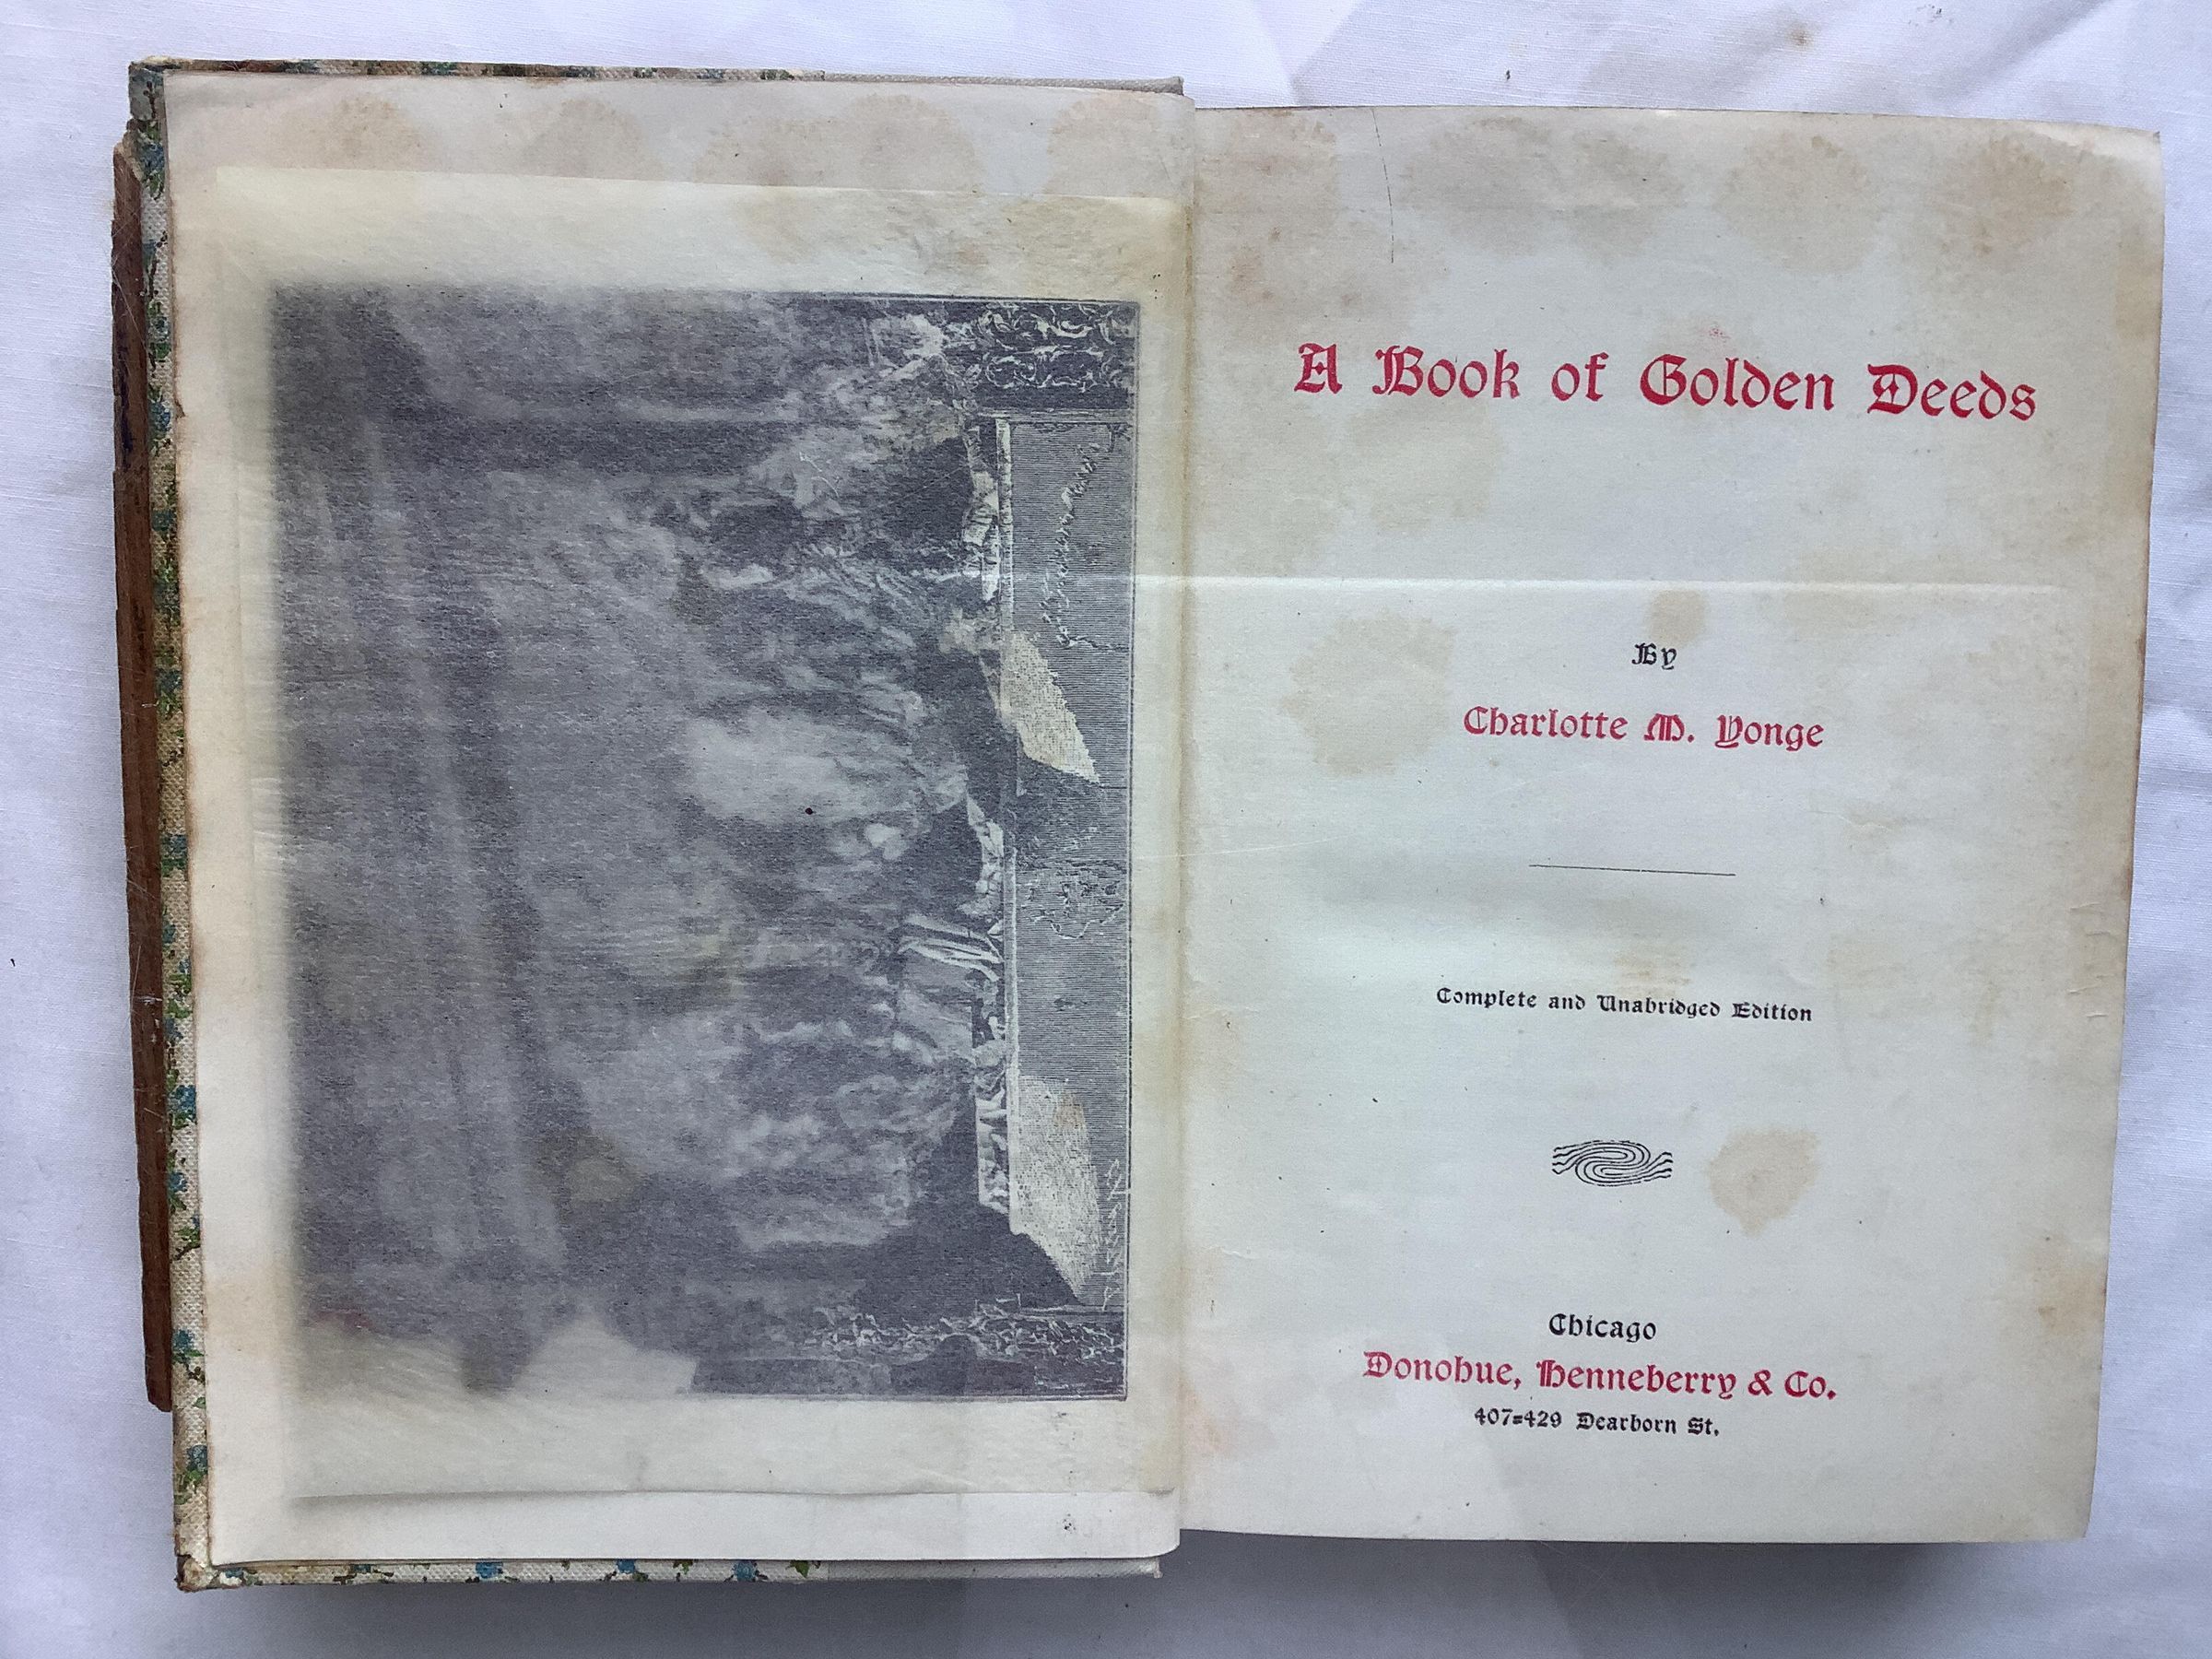 A Book of Golden Deeds
By
Charlotte M. Yonge
Complete and Unabridged Edition
Chicago
Donohue, Henneberry & Co.
407=429 Dearborn St.